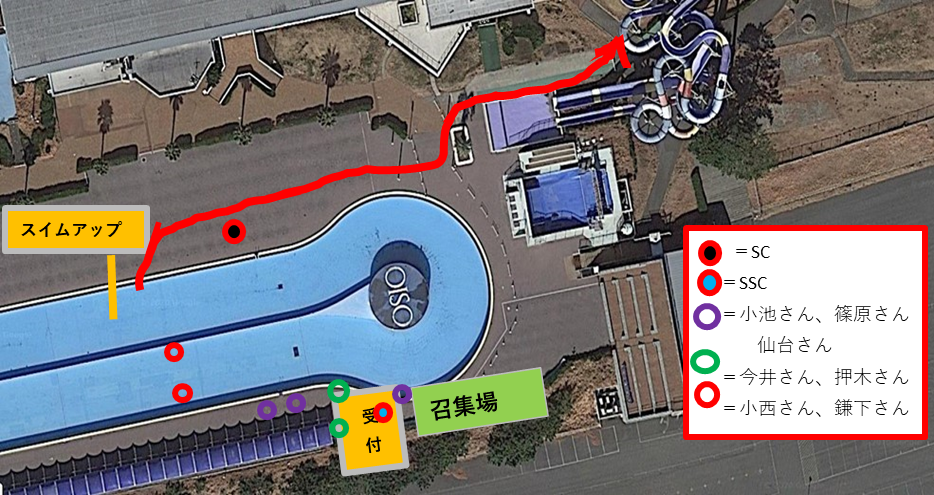 スイムアップ
OISO
受
付
召集場
＝SC
＝SSC
＝小池さん、篠原さん
仙台さん
＝今井さん、押木さん
＝小西さん、鎌下さん